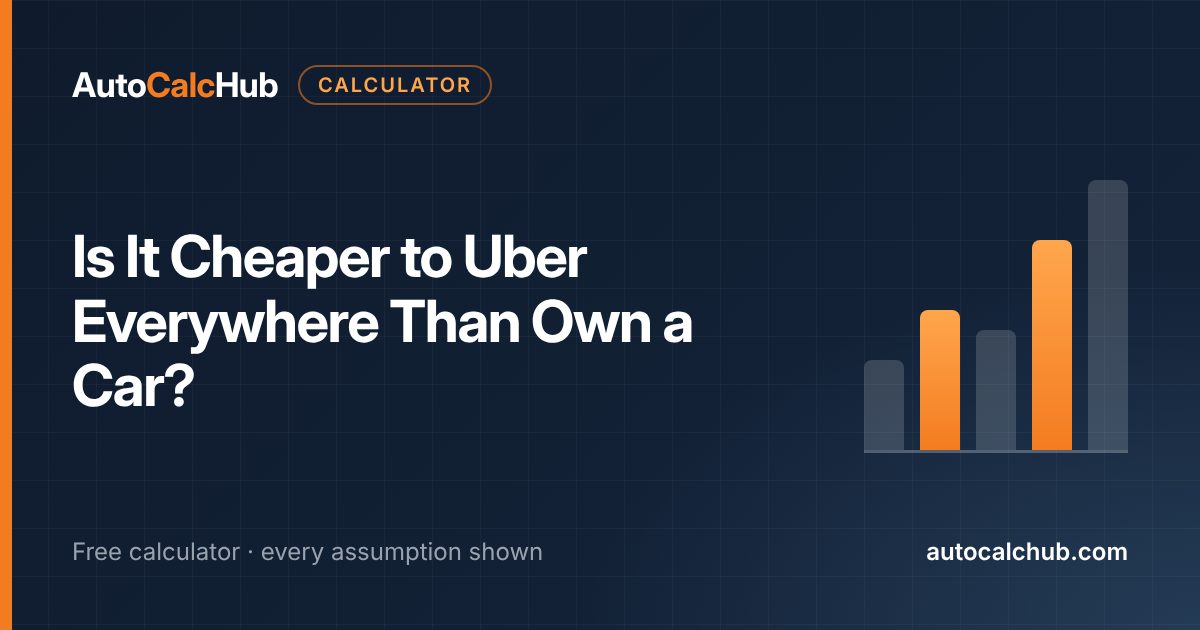 AutoCalcHub
CALCULATOR
Is It Cheaper to Uber
Everywhere Than Own a
Car?
Free calculator · every assumption shown
autocalchub.com